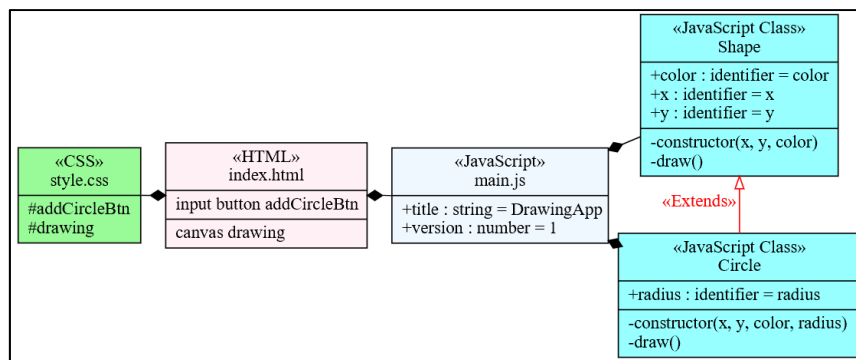 «CSS»
style.css
#addCircleBtn
#drawing
«HTML»
index.html
input button addCircleBtn
canvas drawing
«JavaScript»
main.js
+title : string = DrawingApp
+version : number = 1
«JavaScript Class»
Shape
+color : identifier = color
+x : identifier = x
+y : identifier = y
-constructor(x, y, color)
-draw()
«Extends»
«JavaScript Class»
Circle
+radius : identifier = radius
-constructor(x, y, color, radius)
-draw()